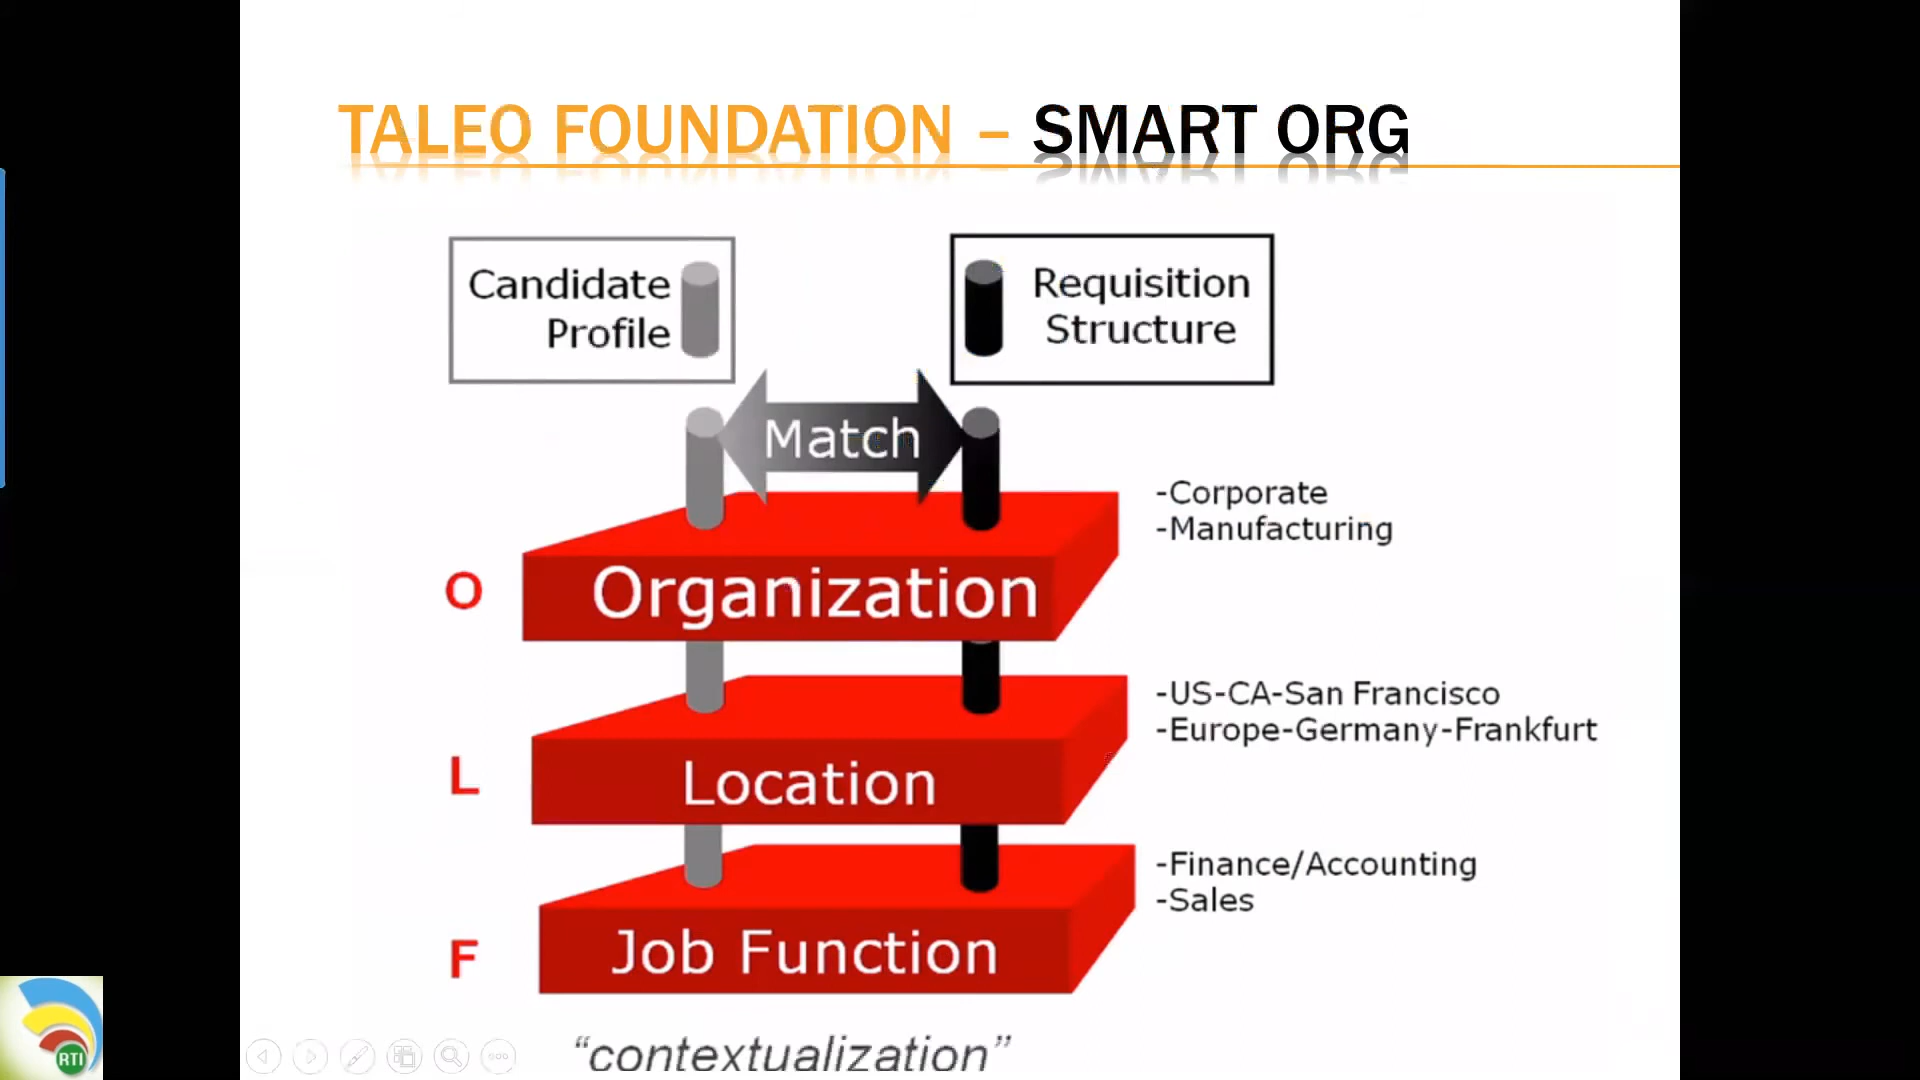 TALEO FOUNDATION – SMART ORG
Candidate
Profile
Requisition
Structure
Match
-Corporate
-Manufacturing
O
Organization
-US-CA-San Francisco
-Europe-Germany-Frankfurt
L
Location
-Finance/Accounting
-Sales
F
Job Function
“contextualization”
RTI